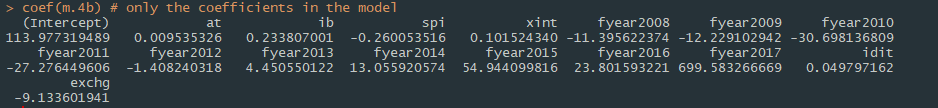 > coef(m.4b) # only the coefficients in the model
(Intercept) at ib spi xint fyear2008 fyear2009 fyear2010
113.977319489 0.009535326 0.233807001 -0.260053516 0.101524340 -11.395622374 -12.229102942 -30.698136809
fyear2011 fyear2012 fyear2013 fyear2014 fyear2015 fyear2016 fyear2017 idit
-27.276449606 -1.408240318 4.450550122 13.055920574 54.944099816 23.801593221 699.583266669 0.049797162
exchg
-9.133601941